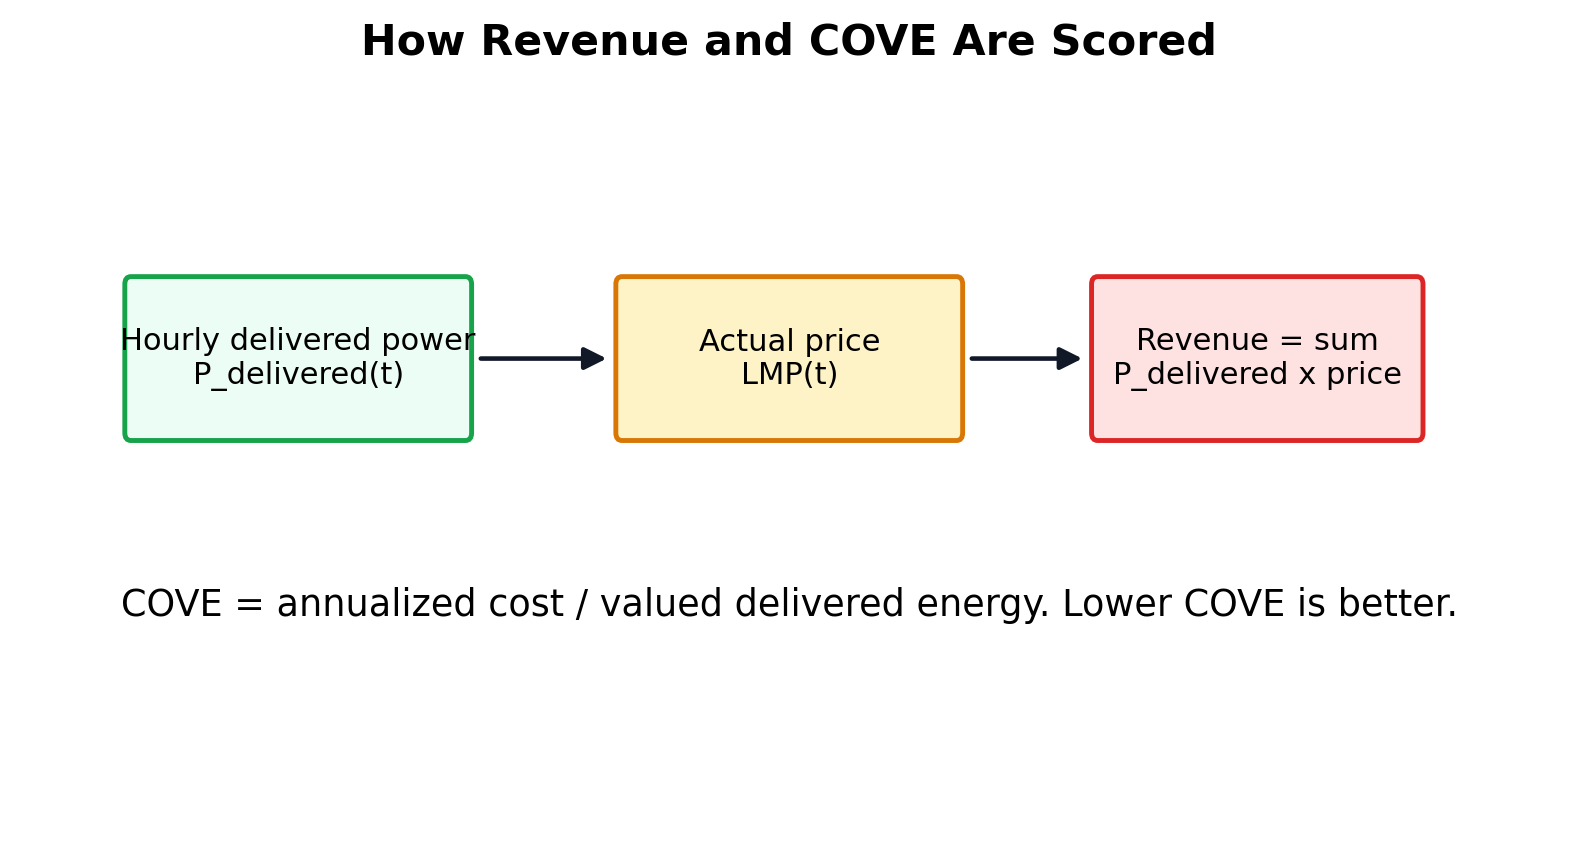 How Revenue and COVE Are Scored
Hourly delivered power
P_delivered(t)
Actual price
LMP(t)
Revenue = sum
P_delivered x price
COVE = annualized cost / valued delivered energy. Lower COVE is better.